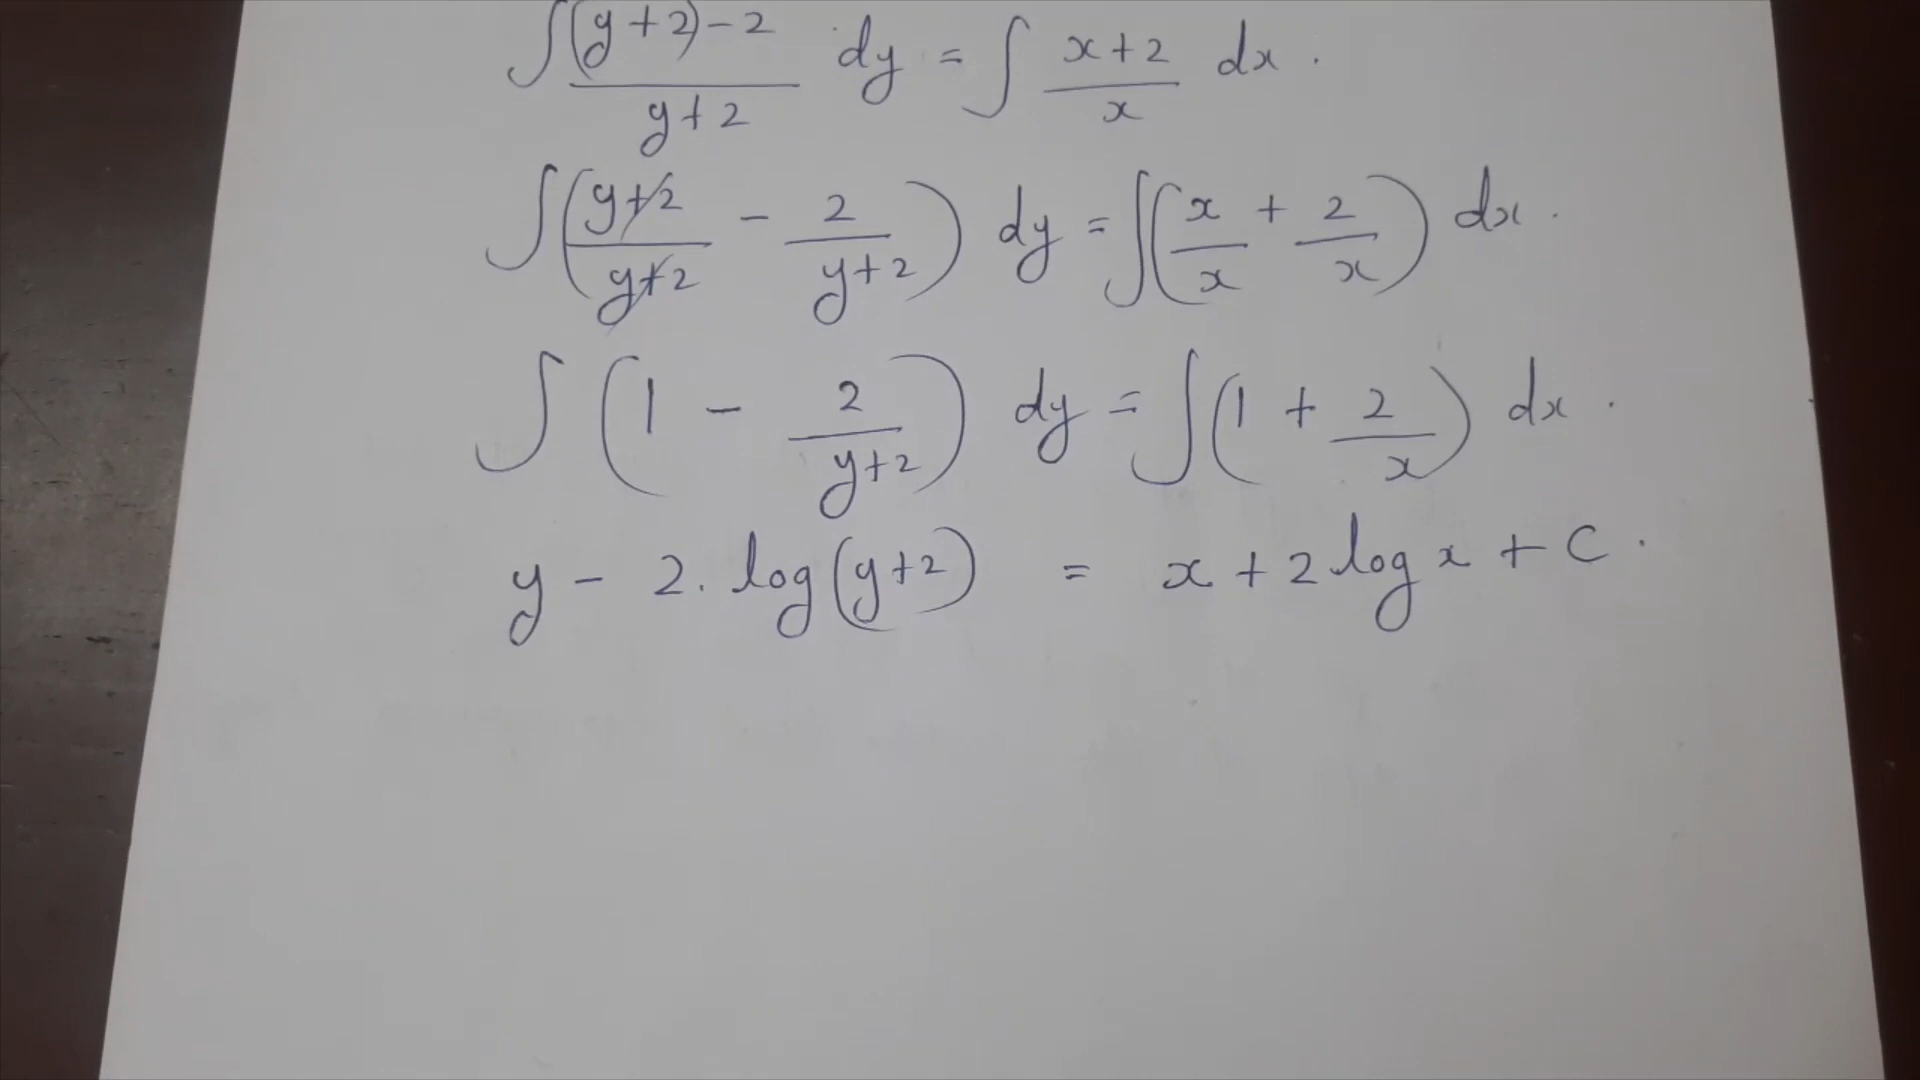 ∫ ((y+2)-2)/(y+2) dy = ∫ (x+2)/x dx.
∫ ((y+2)/(y+2) - 2/(y+2)) dy = ∫ (x/x + 2/x) dx.
∫ (1 - 2/(y+2)) dy = ∫ (1 + 2/x) dx.
y - 2. log(y+2) = x + 2 log x + C.